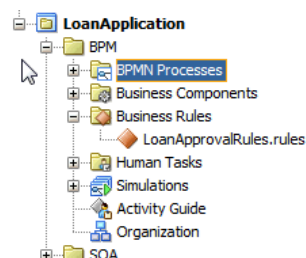 LoanApplication
BPM
BPMN Processes
Business Components
Business Rules
LoanApprovalRules.rules
Human Tasks
Simulations
Activity Guide
Organization
SOA